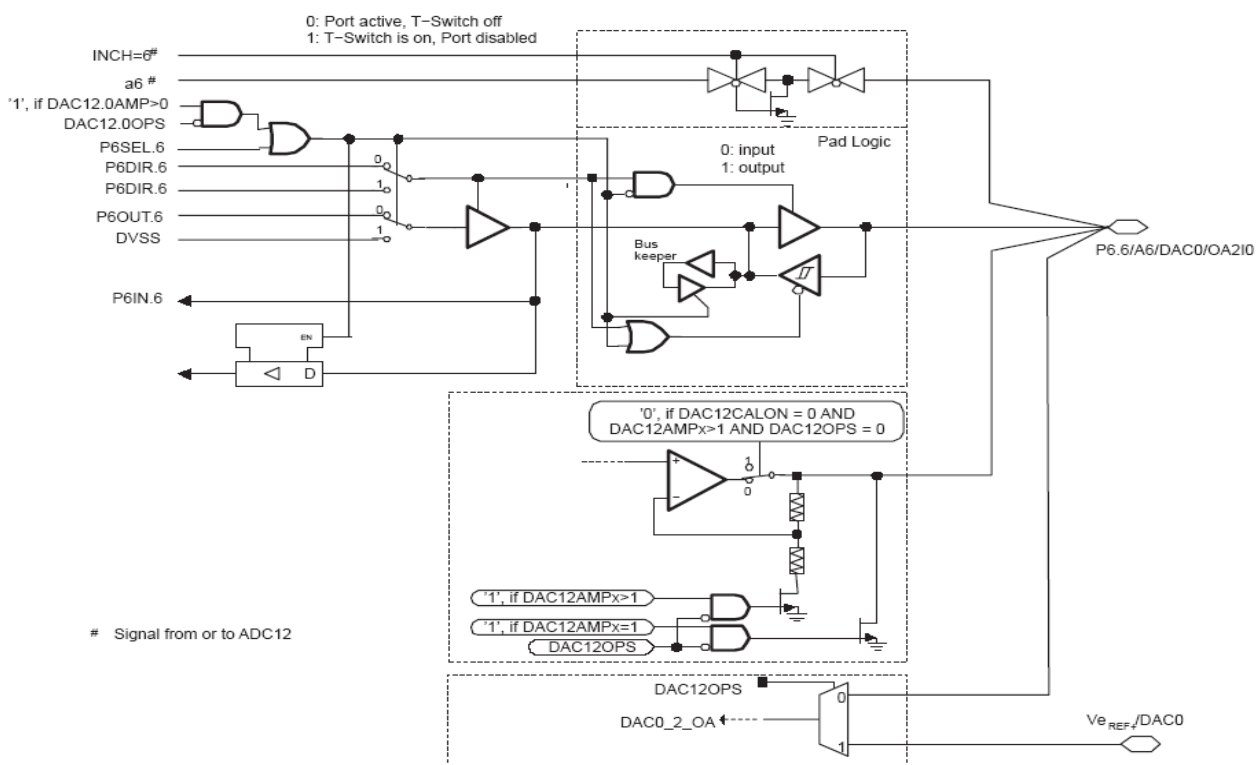 0: Port active, T−Switch off
1: T−Switch is on, Port disabled
INCH=6#
a6 #
'1', if DAC12.0AMP>0
DAC12.0OPS
P6SEL.6
P6DIR.6
P6DIR.6
P6OUT.6
DVSS
P6IN.6
0
1
0
1
EN
D
Pad Logic
0: input
1: output
Bus
keeper
P6.6/A6/DAC0/OA2I0
'0', if DAC12CALON = 0 AND
DAC12AMPx>1 AND DAC12OPS = 0
+
−
1
0
'1', if DAC12AMPx>1
'1', if DAC12AMPx=1
DAC12OPS
# Signal from or to ADC12
DAC12OPS
0
DAC0_2_OA
1
VeREF+/DAC0